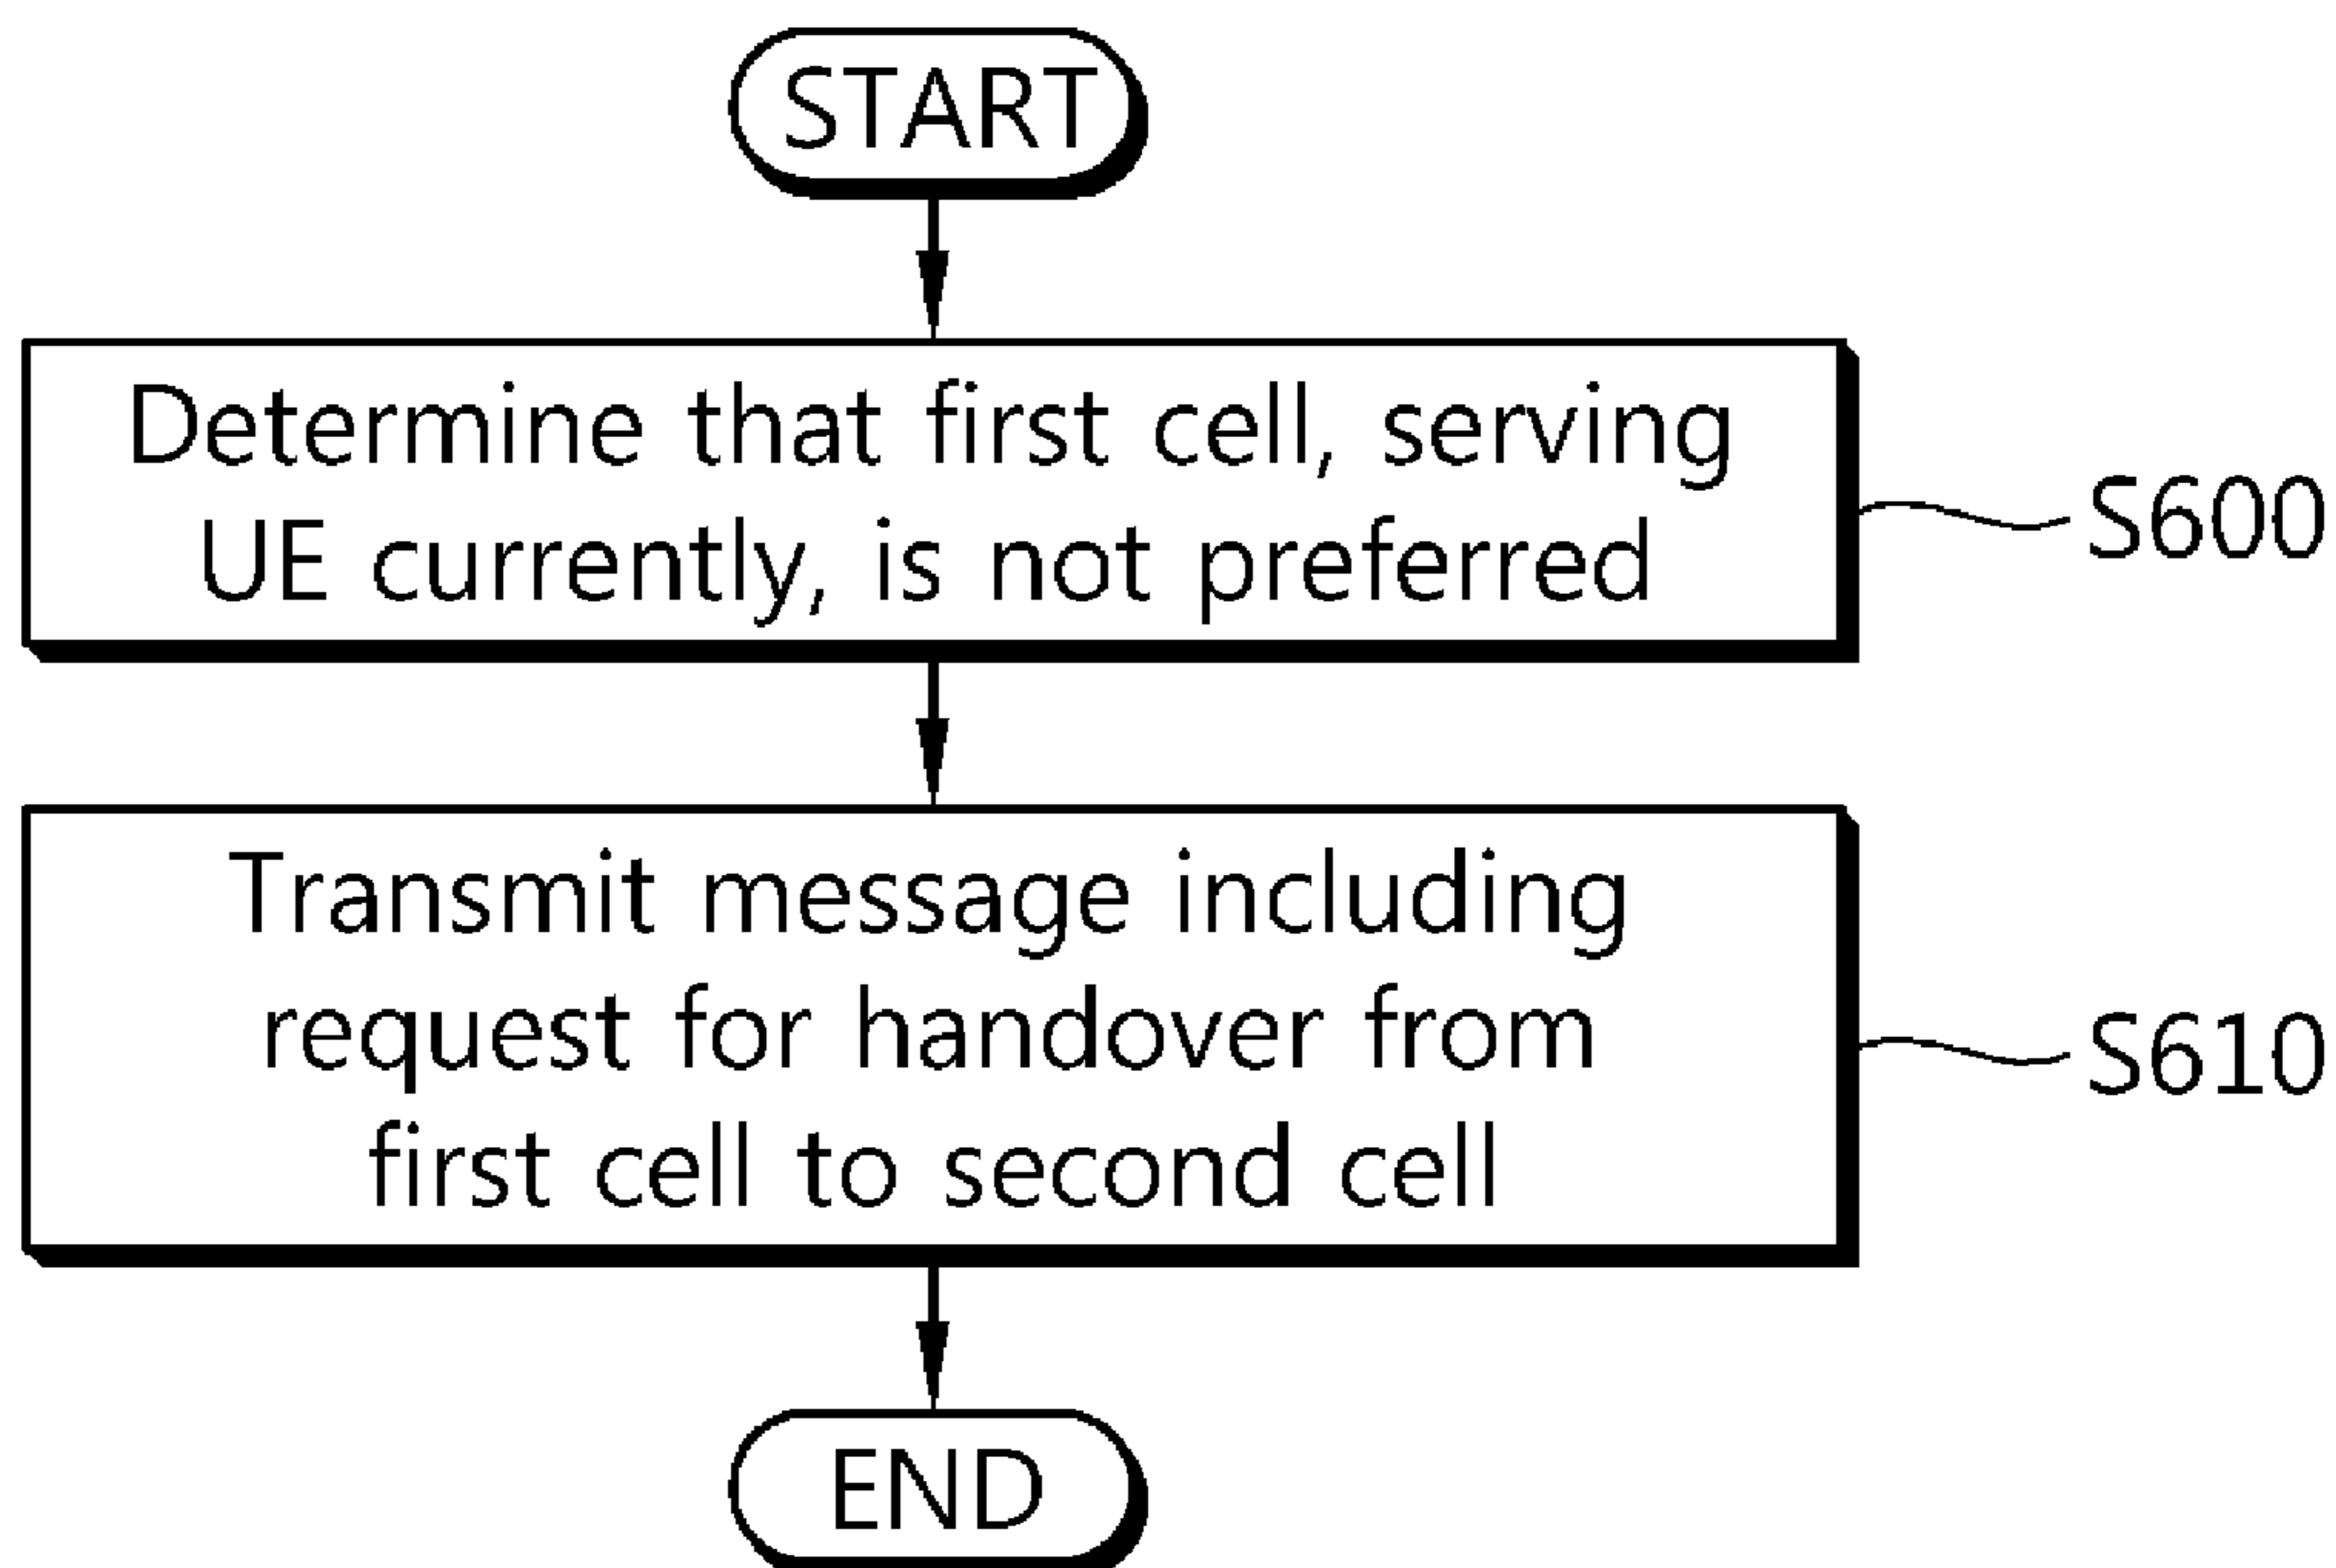 START
Determine that first cell, serving
UE currently, is not preferred
S600
Transmit message including
request for handover from
first cell to second cell
S610
END